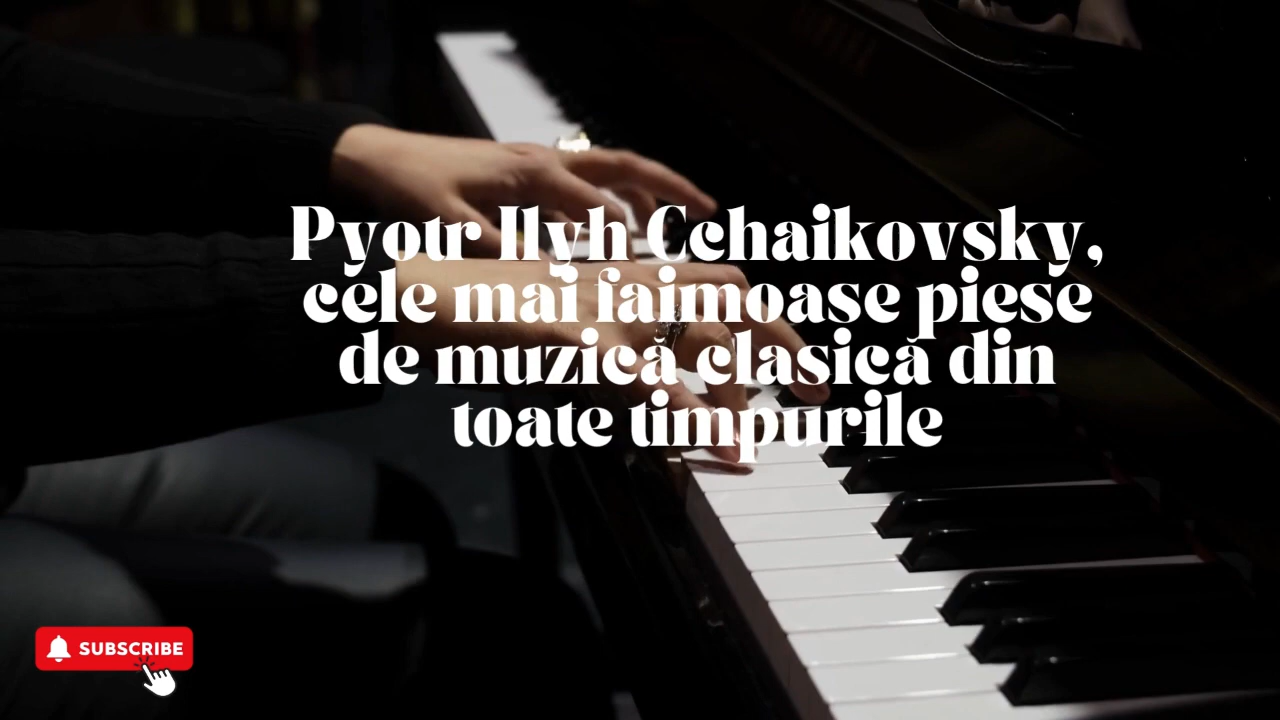 Pyotr Ilyh Cchaikovsky,
cele mai faimoase piese
de muzică clasică din
toate timpurile
SUBSCRIBE